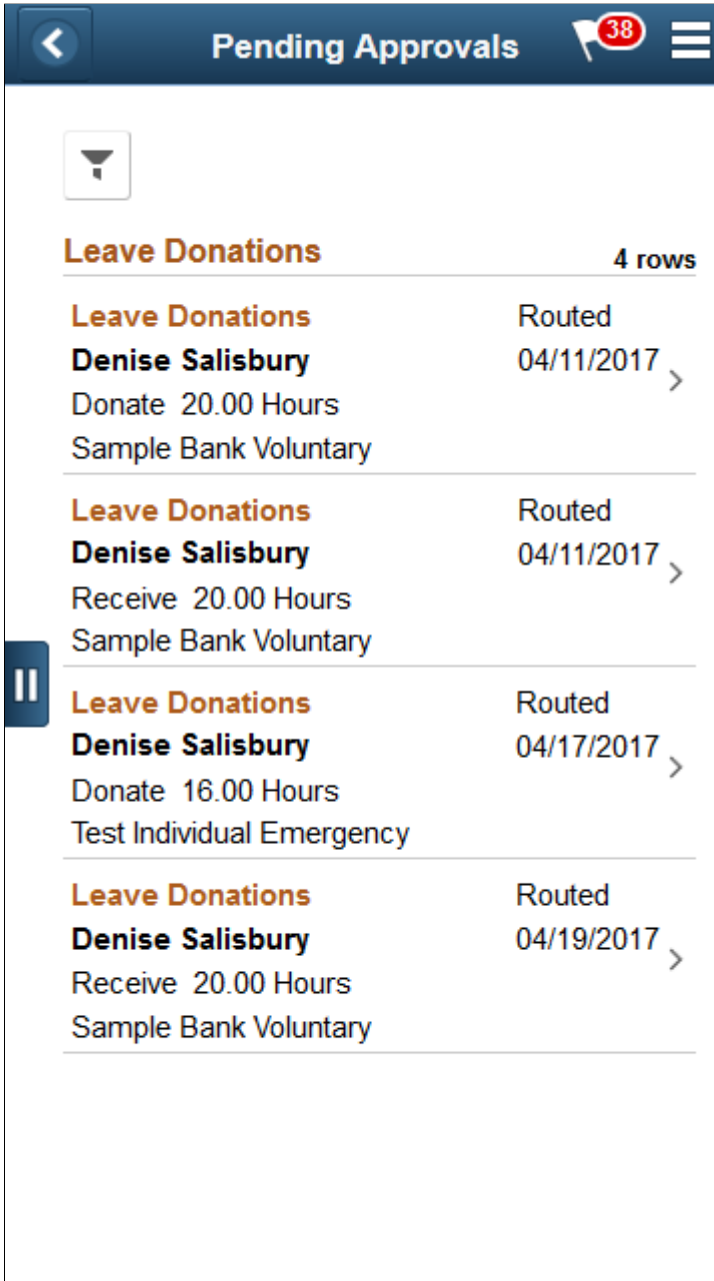 Pending Approvals 38
Leave Donations 4 rows
Leave Donations Routed
Denise Salisbury 04/11/2017
Donate 20.00 Hours
Sample Bank Voluntary
Leave Donations Routed
Denise Salisbury 04/11/2017
Receive 20.00 Hours
Sample Bank Voluntary
Leave Donations Routed
Denise Salisbury 04/17/2017
Donate 16.00 Hours
Test Individual Emergency
Leave Donations Routed
Denise Salisbury 04/19/2017
Receive 20.00 Hours
Sample Bank Voluntary